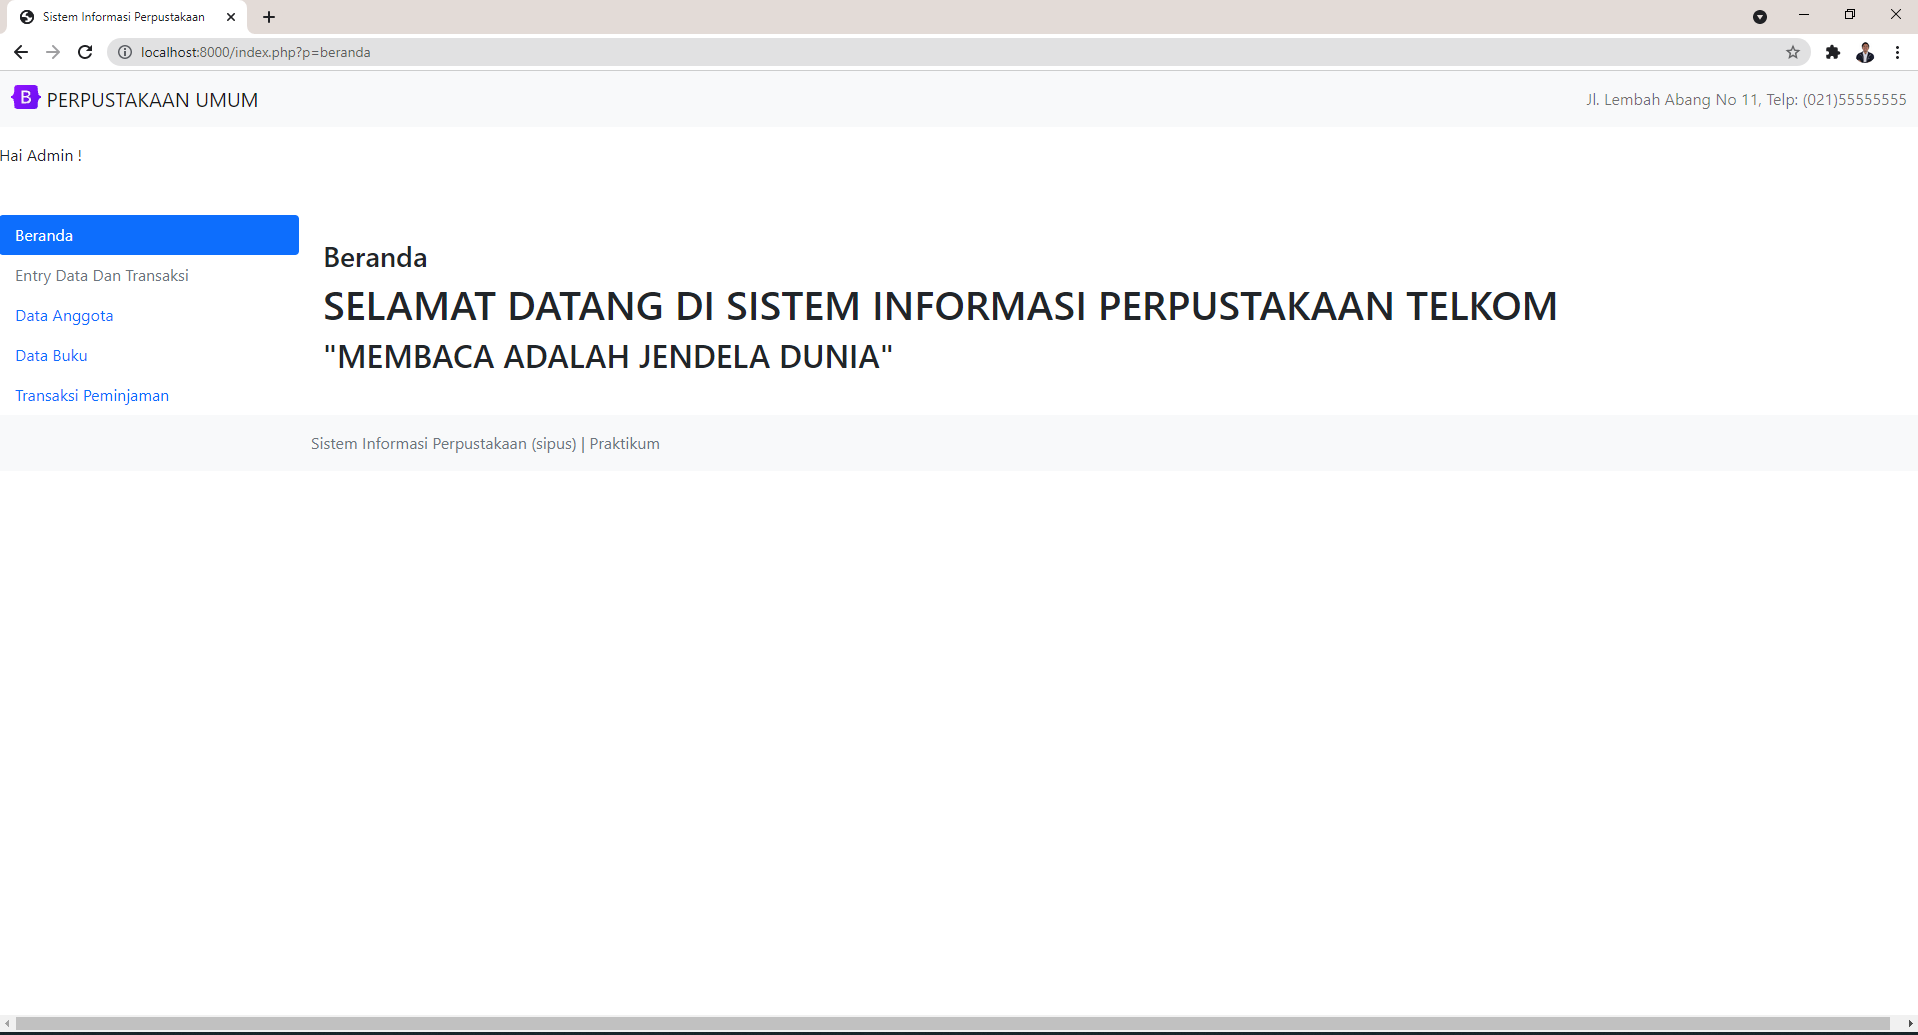 Sistem Informasi Perpustakaan
localhost:8000/index.php?p=beranda
B PERPUSTAKAAN UMUM
Jl. Lembah Abang No 11, Telp: (021)55555555
Hai Admin !
Beranda
Entry Data Dan Transaksi
Data Anggota
Data Buku
Transaksi Peminjaman
Beranda
SELAMAT DATANG DI SISTEM INFORMASI PERPUSTAKAAN TELKOM
"MEMBACA ADALAH JENDELA DUNIA"
Sistem Informasi Perpustakaan (sipus) | Praktikum